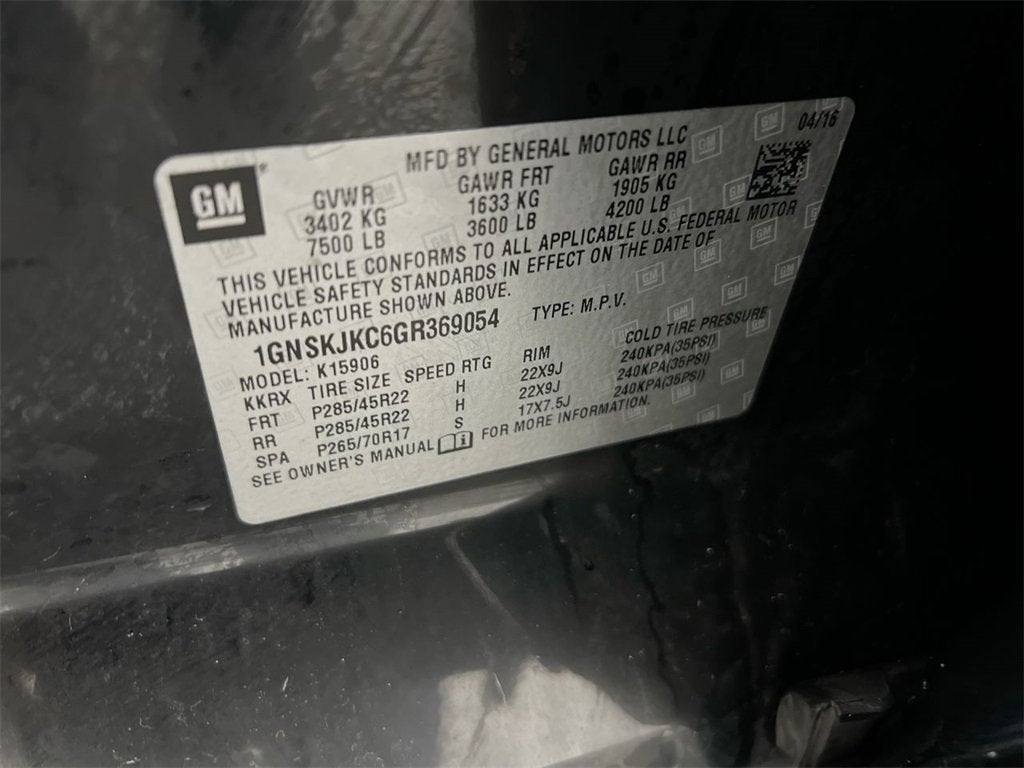 GM
MFD BY GENERAL MOTORS LLC 04/16
GVWR GAWR FRT GAWR RR
3402 KG 1633 KG 1905 KG
7500 LB 3600 LB 4200 LB
THIS VEHICLE CONFORMS TO ALL APPLICABLE U.S. FEDERAL MOTOR
VEHICLE SAFETY STANDARDS IN EFFECT ON THE DATE OF
MANUFACTURE SHOWN ABOVE.
1GNSKJKC6GR369054 TYPE: M.P.V.
MODEL: K15906
KKRX TIRE SIZE SPEED RTG RIM COLD TIRE PRESSURE
FRT P285/45R22 H 22X9J 240KPA(35PSI)
RR P285/45R22 H 22X9J 240KPA(35PSI)
SPA P265/70R17 S 17X7.5J 240KPA(35PSI)
SEE OWNER'S MANUAL FOR MORE INFORMATION.